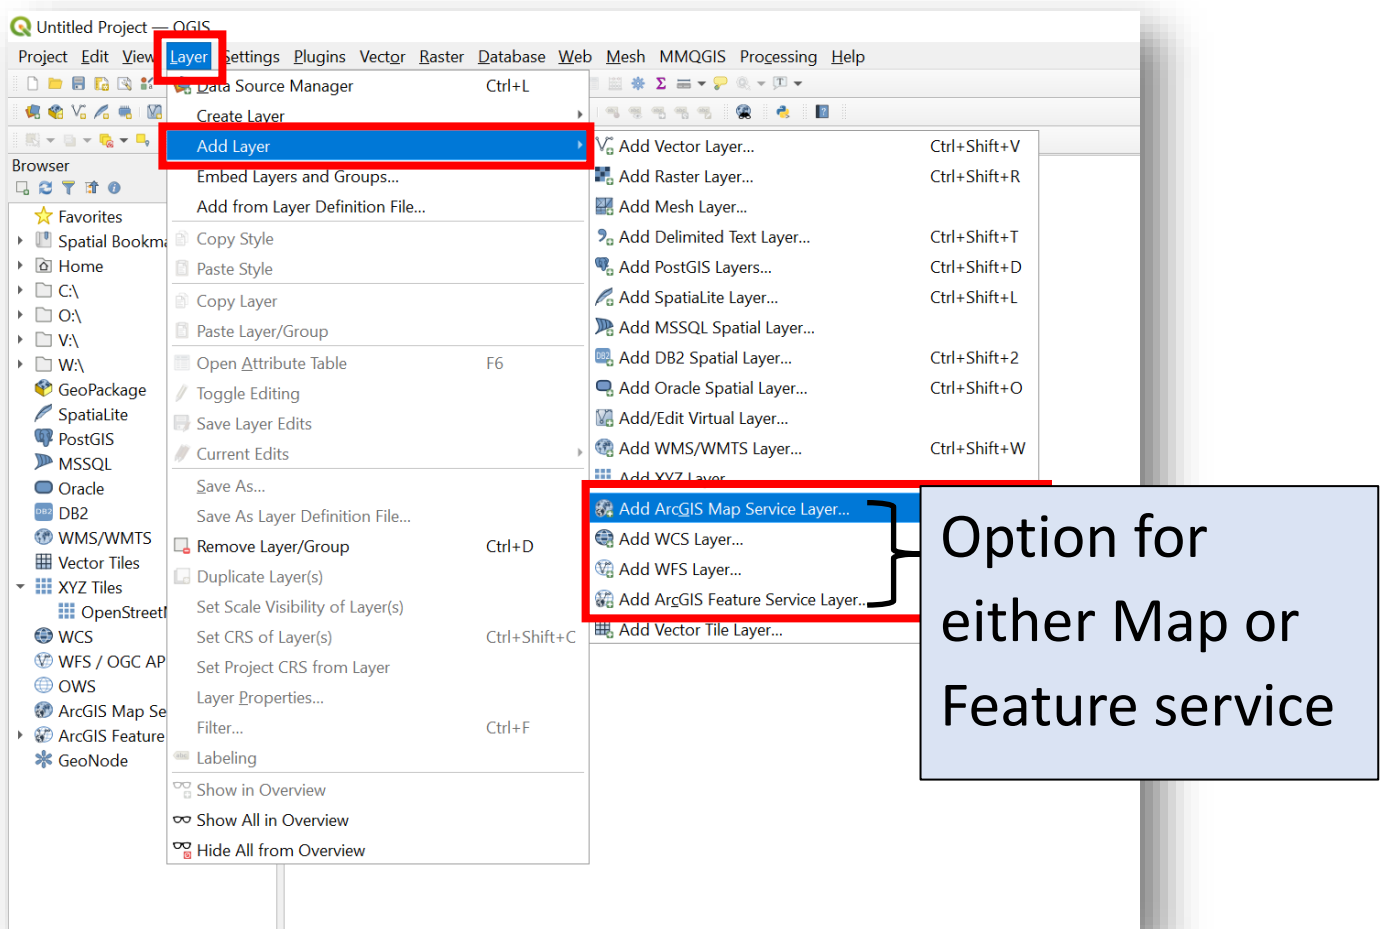 Untitled Project — QGIS
Project Edit View Layer Settings Plugins Vector Raster Database Web Mesh MMQGIS Processing Help
Data Source Manager Ctrl+L
Create Layer
Add Layer
Embed Layers and Groups...
Add from Layer Definition File...
Copy Style
Paste Style
Copy Layer
Paste Layer/Group
Open Attribute Table F6
Toggle Editing
Save Layer Edits
Current Edits
Save As...
Save As Layer Definition File...
Remove Layer/Group Ctrl+D
Duplicate Layer(s)
Set Scale Visibility of Layer(s)
Set CRS of Layer(s) Ctrl+Shift+C
Set Project CRS from Layer
Layer Properties...
Filter... Ctrl+F
Labeling
Show in Overview
Show All in Overview
Hide All from Overview
Browser
Favorites
Spatial Bookma
Home
C:\
O:\
V:\
W:\
GeoPackage
SpatiaLite
PostGIS
MSSQL
Oracle
DB2
WMS/WMTS
Vector Tiles
XYZ Tiles
OpenStreet
WCS
WFS / OGC AP
OWS
ArcGIS Map Se
ArcGIS Feature
GeoNode
Add Vector Layer... Ctrl+Shift+V
Add Raster Layer... Ctrl+Shift+R
Add Mesh Layer...
Add Delimited Text Layer... Ctrl+Shift+T
Add PostGIS Layers... Ctrl+Shift+D
Add SpatiaLite Layer... Ctrl+Shift+L
Add MSSQL Spatial Layer...
Add DB2 Spatial Layer... Ctrl+Shift+2
Add Oracle Spatial Layer... Ctrl+Shift+O
Add/Edit Virtual Layer...
Add WMS/WMTS Layer... Ctrl+Shift+W
Add XYZ Layer
Add ArcGIS Map Service Layer...
Add WCS Layer...
Add WFS Layer...
Add ArcGIS Feature Service Layer...
Add Vector Tile Layer...
Option for
either Map or
Feature service